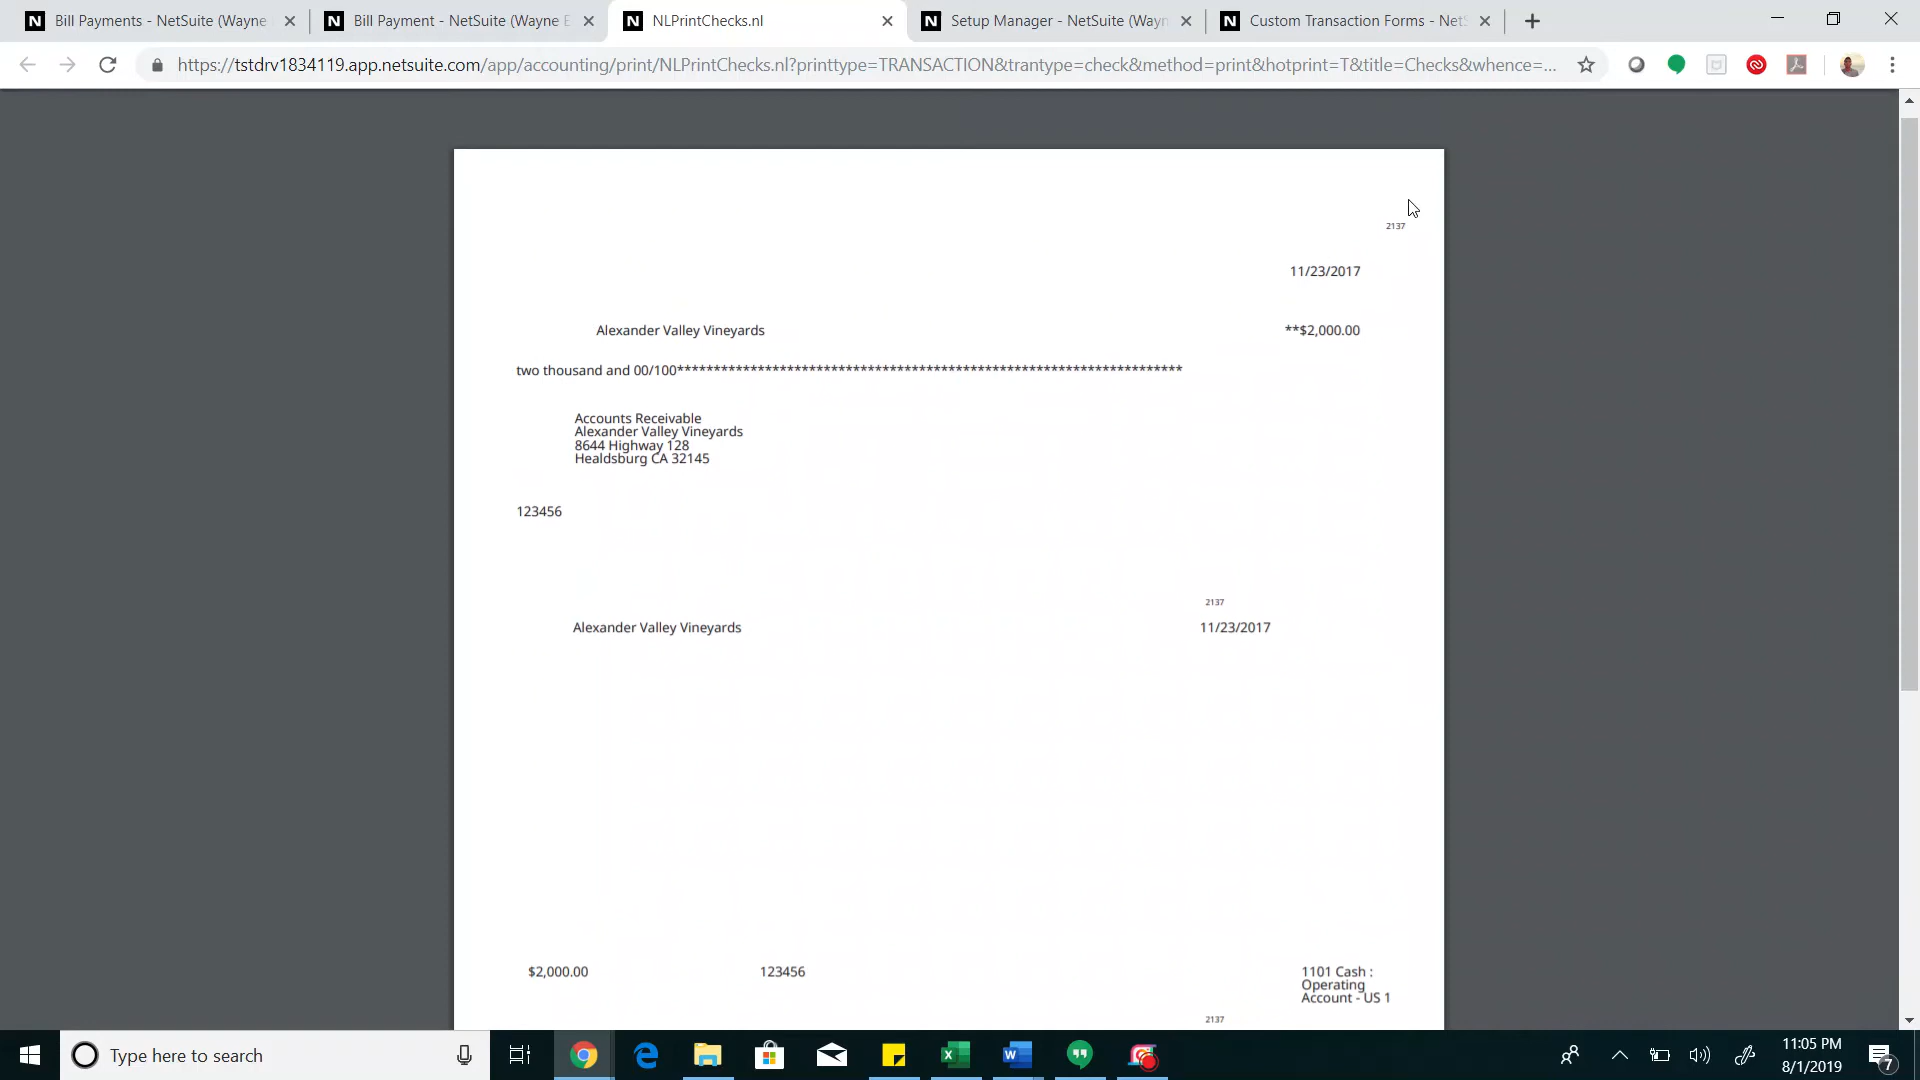 Bill Payments - NetSuite (Wayne
Bill Payment - NetSuite (Wayne E
NLPrintChecks.nl
Setup Manager - NetSuite (Wayn
Custom Transaction Forms - NetS
https://tstdrv1834119.app.netsuite.com/app/accounting/print/NLPrintChecks.nl?printtype=TRANSACTION&trantype=check&method=print&hotprint=T&title=Checks&whence=...
2137
11/23/2017
Alexander Valley Vineyards
**$2,000.00
two thousand and 00/100********************************************************************
Accounts Receivable
Alexander Valley Vineyards
8644 Highway 128
Healdsburg CA 32145
123456
2137
Alexander Valley Vineyards
11/23/2017
$2,000.00
123456
1101 Cash :
Operating
Account - US 1
2137
Type here to search
11:05 PM
8/1/2019
7